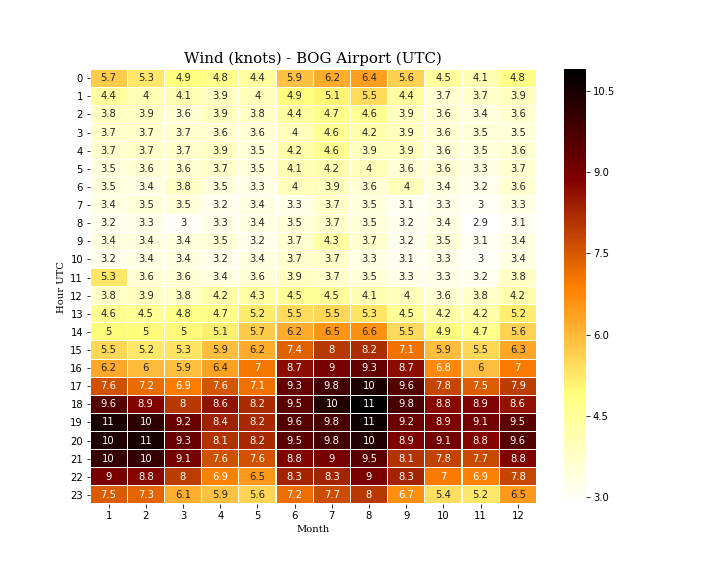 Wind (knots) - BOG Airport (UTC)
0 5.7 5.3 4.9 4.8 4.4 5.9 6.2 6.4 5.6 4.5 4.1 4.8
1 4.4 4 4.1 3.9 4 4.9 5.1 5.5 4.4 3.7 3.7 3.9
2 3.8 3.9 3.6 3.9 3.8 4.4 4.7 4.6 3.9 3.6 3.4 3.6
3 3.7 3.7 3.7 3.6 3.6 4 4.6 4.2 3.9 3.6 3.5 3.5
4 3.7 3.7 3.7 3.9 3.5 4.2 4.6 3.9 3.9 3.6 3.5 3.6
5 3.5 3.6 3.6 3.7 3.5 4.1 4.2 4 3.6 3.6 3.3 3.7
6 3.5 3.4 3.8 3.5 3.3 4 3.9 3.6 4 3.4 3.2 3.6
7 3.4 3.5 3.5 3.2 3.4 3.3 3.7 3.5 3.1 3.3 3 3.3
8 3.2 3.3 3 3.3 3.4 3.5 3.7 3.5 3.2 3.4 2.9 3.1
9 3.4 3.4 3.4 3.5 3.2 3.7 4.3 3.7 3.2 3.5 3.1 3.4
10 3.2 3.4 3.4 3.2 3.4 3.7 3.7 3.3 3.1 3.3 3 3.4
11 5.3 3.6 3.6 3.4 3.6 3.9 3.7 3.5 3.3 3.3 3.2 3.8
12 3.8 3.9 3.8 4.2 4.3 4.5 4.5 4.1 4 3.6 3.8 4.2
13 4.6 4.5 4.8 4.7 5.2 5.5 5.5 5.3 4.5 4.2 4.2 5.2
14 5 5 5 5.1 5.7 6.2 6.5 6.6 5.5 4.9 4.7 5.6
15 5.5 5.2 5.3 5.9 6.2 7.4 8 8.2 7.1 5.9 5.5 6.3
16 6.2 6 5.9 6.4 7 8.7 9 9.3 8.7 6.8 6 7
17 7.6 7.2 6.9 7.6 7.1 9.3 9.8 10 9.6 7.8 7.5 7.9
18 9.6 8.9 8 8.6 8.2 9.5 10 11 9.8 8.8 8.9 8.6
19 11 10 9.2 8.4 8.2 9.6 9.8 11 9.2 8.9 9.1 9.5
20 10 11 9.3 8.1 8.2 9.5 9.8 10 8.9 9.1 8.8 9.6
21 10 10 9.1 7.6 7.6 8.8 9 9.5 8.1 7.8 7.7 8.8
22 9 8.8 8 6.9 6.5 8.3 8.3 9 8.3 7 6.9 7.8
23 7.5 7.3 6.1 5.9 5.6 7.2 7.7 8 6.7 5.4 5.2 6.5
1 2 3 4 5 6 7 8 9 10 11 12
Month
Hour UTC
10.5
9.0
7.5
6.0
4.5
3.0